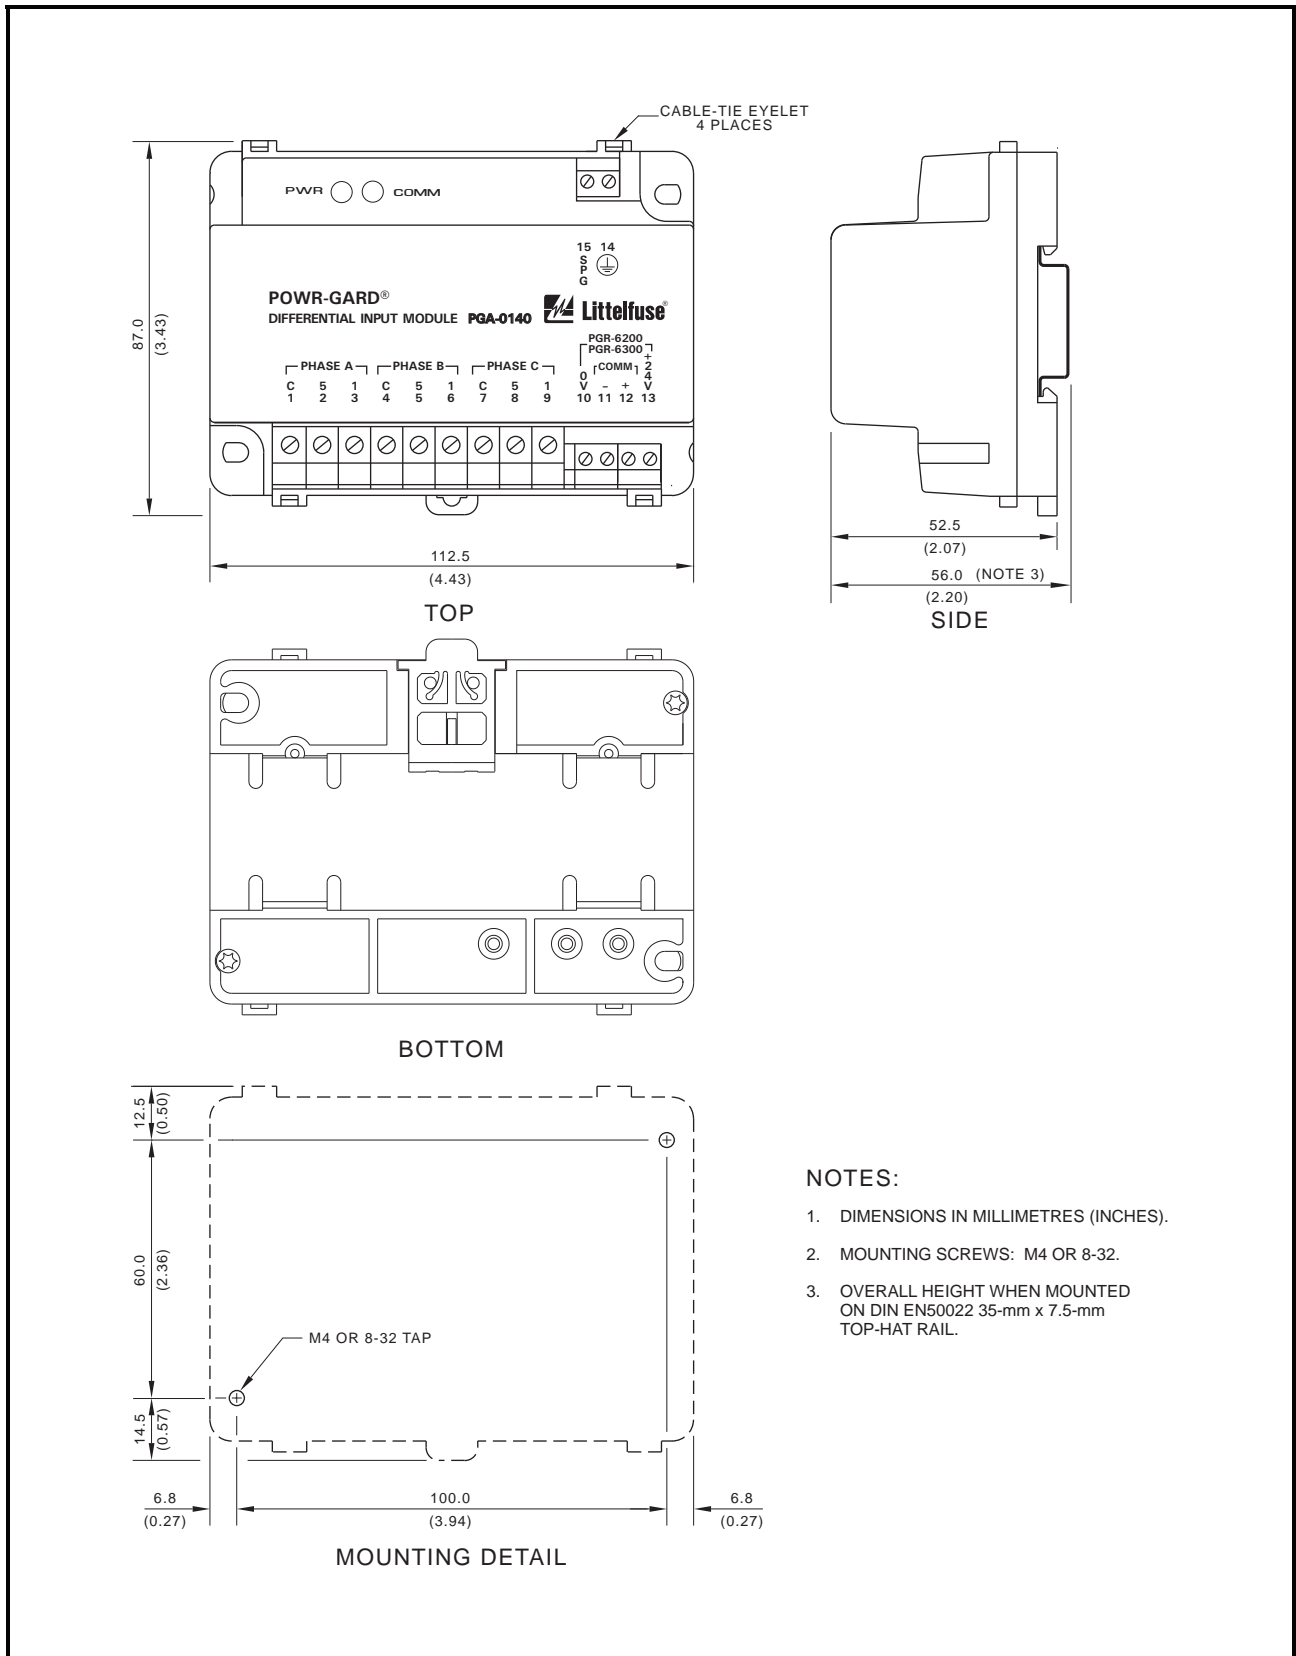 CABLE-TIE EYELET
4 PLACES
PWR COMM
15 14
S
P
G
POWR-GARD®
DIFFERENTIAL INPUT MODULE PGA-0140
Littelfuse®
PGR-6200
PGR-6300
PHASE A PHASE B PHASE C COMM
C 5 1 C 5 1 C 5 1 0V - + +24V
1 2 3 4 5 6 7 8 9 10 11 12 13
87.0
(3.43)
112.5
(4.43)
TOP
52.5
(2.07)
56.0 (NOTE 3)
(2.20)
SIDE
BOTTOM
12.5
(0.50)
60.0
(2.36)
14.5
(0.57)
M4 OR 8-32 TAP
6.8
(0.27)
100.0
(3.94)
6.8
(0.27)
MOUNTING DETAIL
NOTES:
1. DIMENSIONS IN MILLIMETRES (INCHES).
2. MOUNTING SCREWS: M4 OR 8-32.
3. OVERALL HEIGHT WHEN MOUNTED
ON DIN EN50022 35-mm x 7.5-mm
TOP-HAT RAIL.